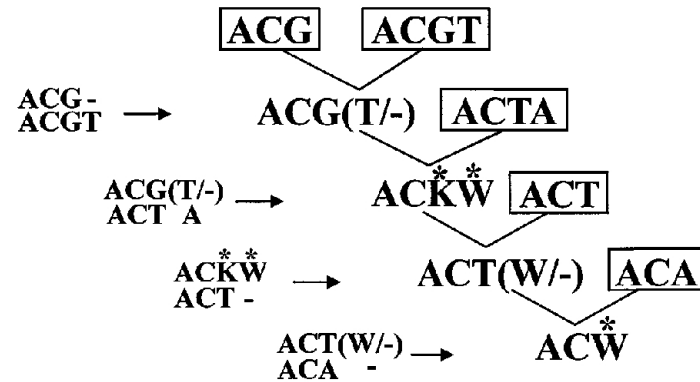 ACG ACGT
ACG-
ACGT
ACG(T/-) ACTA
ACG(T/-)
ACT A
* *
ACKW ACT
* *
ACKW
ACT -
ACT(W/-) ACA
ACT(W/-)
ACA -
*
ACW